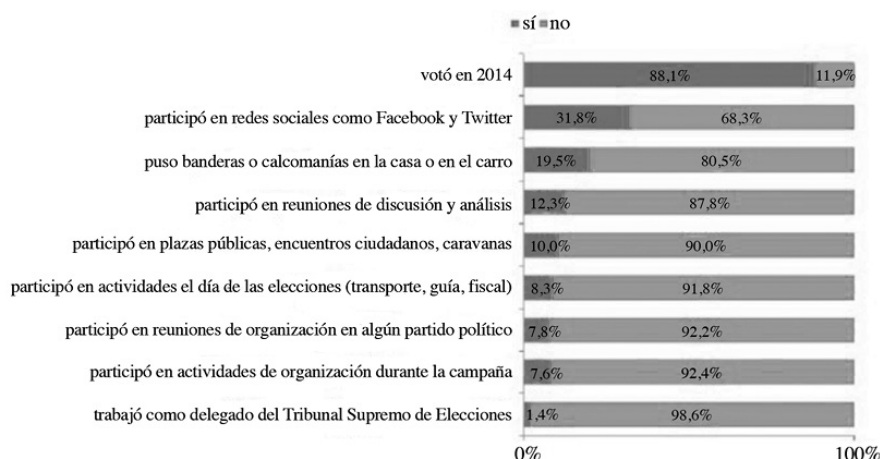 sí no
votó en 2014 88,1% 11,9%
participó en redes sociales como Facebook y Twitter 31,8% 68,3%
puso banderas o calcomanías en la casa o en el carro 19,5% 80,5%
participó en reuniones de discusión y análisis 12,3% 87,8%
participó en plazas públicas, encuentros ciudadanos, caravanas 10,0% 90,0%
participó en actividades el día de las elecciones (transporte, guía, fiscal) 8,3% 91,8%
participó en reuniones de organización en algún partido político 7,8% 92,2%
participó en actividades de organización durante la campaña 7,6% 92,4%
trabajó como delegado del Tribunal Supremo de Elecciones 1,4% 98,6%
0% 100%